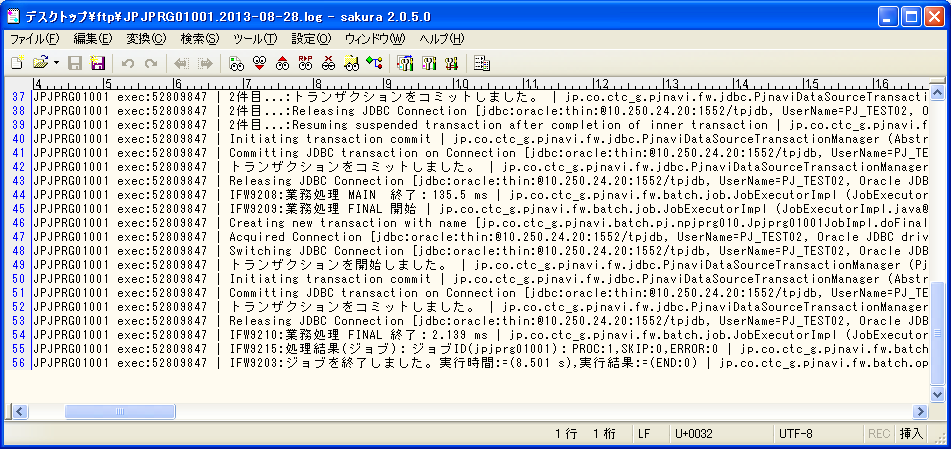 デスクトップ¥ftp¥JPJPRG01001.2013-08-28.log - sakura 2.0.5.0
ファイル(F) 編集(E) 変換(C) 検索(S) ツール(T) 設定(O) ウィンドウ(W) ヘルプ(H)
4 5 6 7 8 9 10 11 12 13 14 15 16
37 JPJPRG01001 exec:52809847 | 2件目...:トランザクションをコミットしました。 | jp.co.ctc_g.pjnavi.fw.jdbc.PjnaviDataSourceTransacti
38 JPJPRG01001 exec:52809847 | 2件目...:Releasing JDBC Connection [jdbc:oracle:thin:@10.250.24.20:1552/tpjdb, UserName=PJ_TEST02, O
39 JPJPRG01001 exec:52809847 | 2件目...:Resuming suspended transaction after completion of inner transaction | jp.co.ctc_g.pjnavi.f
40 JPJPRG01001 exec:52809847 | Initiating transaction commit | jp.co.ctc_g.pjnavi.fw.jdbc.PjnaviDataSourceTransactionManager (Abstr
41 JPJPRG01001 exec:52809847 | Committing JDBC transaction on Connection [jdbc:oracle:thin:@10.250.24.20:1552/tpjdb, UserName=PJ_TE
42 JPJPRG01001 exec:52809847 | トランザクションをコミットしました。 | jp.co.ctc_g.pjnavi.fw.jdbc.PjnaviDataSourceTransactionManager
43 JPJPRG01001 exec:52809847 | Releasing JDBC Connection [jdbc:oracle:thin:@10.250.24.20:1552/tpjdb, UserName=PJ_TEST02, Oracle JDB
44 JPJPRG01001 exec:52809847 | IFW9208:業務処理 MAIN 終了:135.5 ms | jp.co.ctc_g.pjnavi.fw.batch.job.JobExecutorImpl (JobExecutorIm
45 JPJPRG01001 exec:52809847 | IFW9209:業務処理 FINAL 開始 | jp.co.ctc_g.pjnavi.fw.batch.job.JobExecutorImpl (JobExecutorImpl.java@
46 JPJPRG01001 exec:52809847 | Creating new transaction with name [jp.co.ctc_g.pjnavi.batch.pj.npjprg010.Jpjprg01001JobImpl.doFinal
47 JPJPRG01001 exec:52809847 | Acquired Connection [jdbc:oracle:thin:@10.250.24.20:1552/tpjdb, UserName=PJ_TEST02, Oracle JDBC driv
48 JPJPRG01001 exec:52809847 | Switching JDBC Connection [jdbc:oracle:thin:@10.250.24.20:1552/tpjdb, UserName=PJ_TEST02, Oracle JDB
49 JPJPRG01001 exec:52809847 | トランザクションを開始しました。 | jp.co.ctc_g.pjnavi.fw.jdbc.PjnaviDataSourceTransactionManager (Pj
50 JPJPRG01001 exec:52809847 | Initiating transaction commit | jp.co.ctc_g.pjnavi.fw.jdbc.PjnaviDataSourceTransactionManager (Abstr
51 JPJPRG01001 exec:52809847 | Committing JDBC transaction on Connection [jdbc:oracle:thin:@10.250.24.20:1552/tpjdb, UserName=PJ_TE
52 JPJPRG01001 exec:52809847 | トランザクションをコミットしました。 | jp.co.ctc_g.pjnavi.fw.jdbc.PjnaviDataSourceTransactionManager
53 JPJPRG01001 exec:52809847 | Releasing JDBC Connection [jdbc:oracle:thin:@10.250.24.20:1552/tpjdb, UserName=PJ_TEST02, Oracle JDB
54 JPJPRG01001 exec:52809847 | IFW9210:業務処理 FINAL 終了:2.139 ms | jp.co.ctc_g.pjnavi.fw.batch.job.JobExecutorImpl (JobExecutorI
55 JPJPRG01001 exec:52809847 | IFW9215:処理結果(ジョブ): ジョブID(jpjprg01001): PROC:1,SKIP:0,ERROR:0 | jp.co.ctc_g.pjnavi.fw.batch
56 JPJPRG01001 exec:52809847 | IFW9203:ジョブを終了しました。実行時間:=(8.501 s),実行結果:=(END:0) | jp.co.ctc_g.pjnavi.fw.batch.op
1 行 1 桁 LF U+0032 UTF-8 REC 挿入